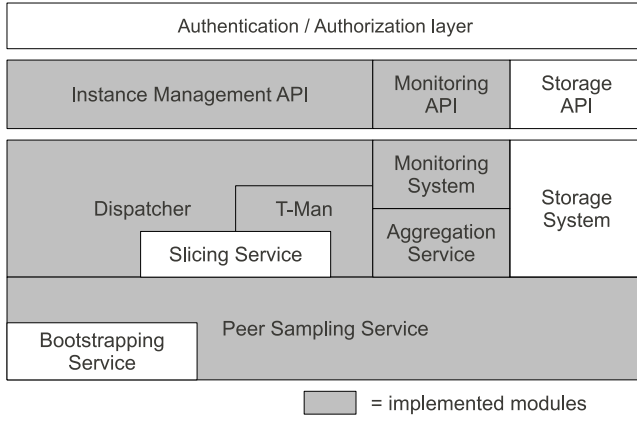 Authentication / Authorization layer
Instance Management API
Monitoring
API
Storage
API
Dispatcher
T-Man
Slicing Service
Monitoring
System
Aggregation
Service
Storage
System
Peer Sampling Service
Bootstrapping
Service
= implemented modules